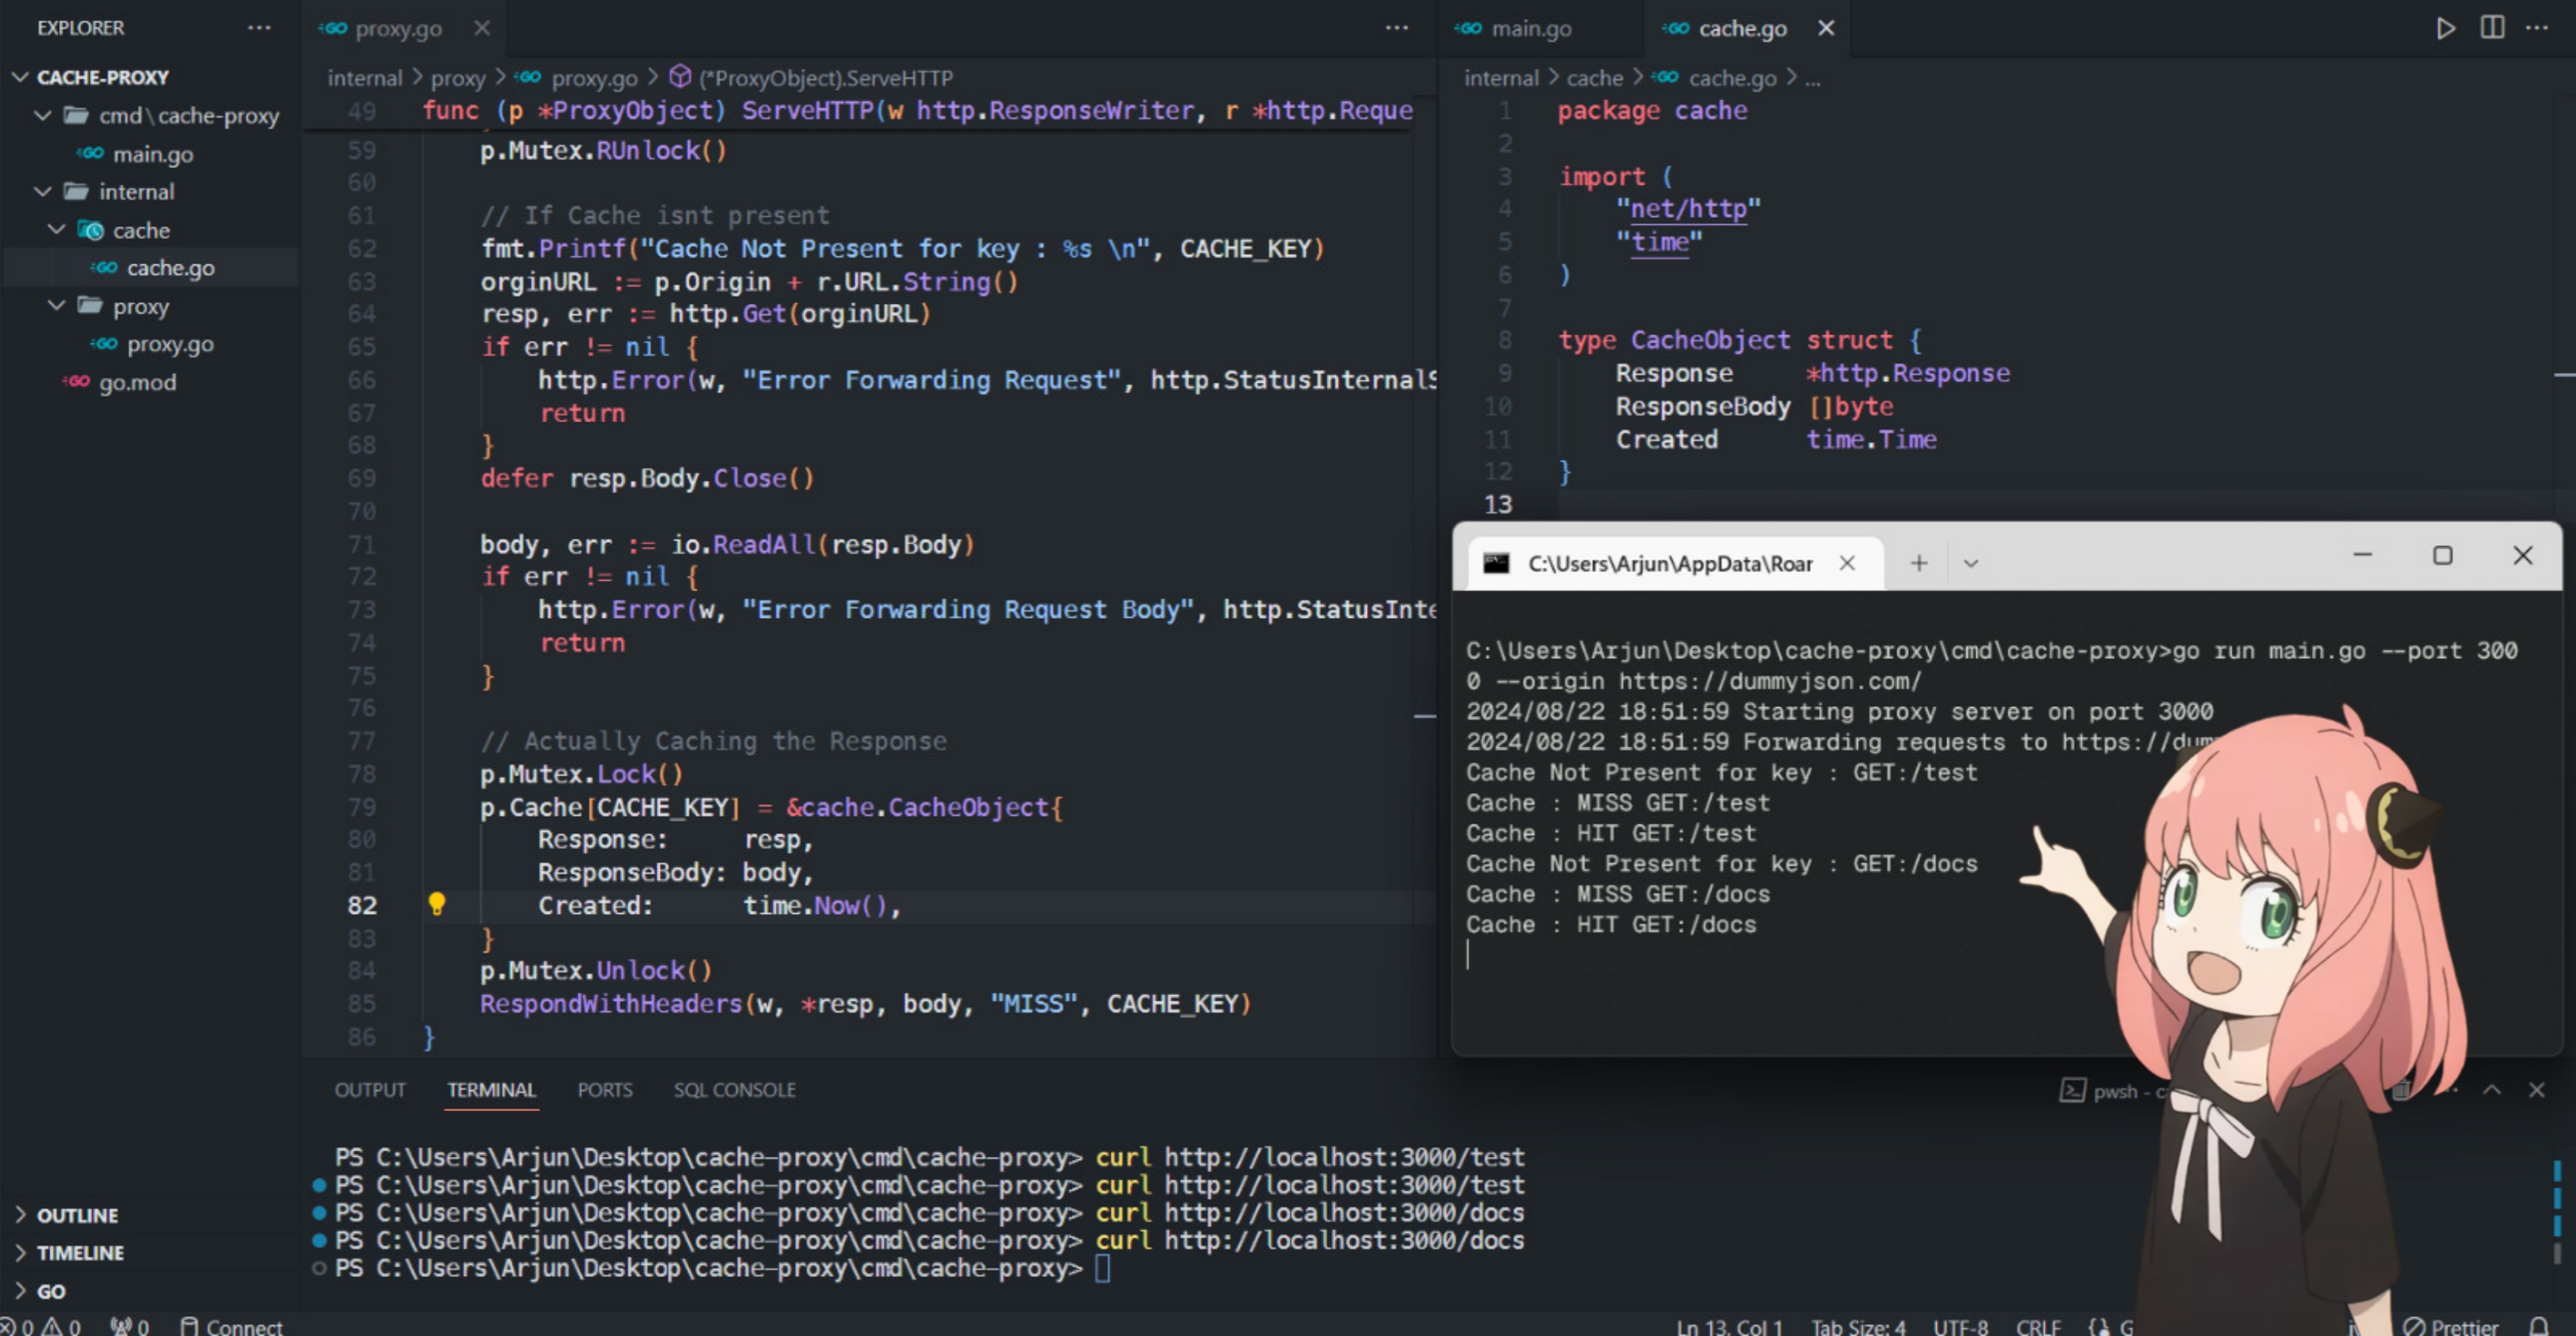 EXPLORER
CACHE-PROXY
cmd\cache-proxy
main.go
internal
cache
cache.go
proxy
proxy.go
go.mod
OUTLINE
TIMELINE
GO
proxy.go
internal > proxy > proxy.go > (*ProxyObject).ServeHTTP
49 func (p *ProxyObject) ServeHTTP(w http.ResponseWriter, r *http.Reque
59 p.Mutex.RUnlock()
60
61 // If Cache isnt present
62 fmt.Printf("Cache Not Present for key : %s \n", CACHE_KEY)
63 orginURL := p.Origin + r.URL.String()
64 resp, err := http.Get(orginURL)
65 if err != nil {
66 http.Error(w, "Error Forwarding Request", http.StatusInternalS
67 return
68 }
69 defer resp.Body.Close()
70
71 body, err := io.ReadAll(resp.Body)
72 if err != nil {
73 http.Error(w, "Error Forwarding Request Body", http.StatusInte
74 return
75 }
76
77 // Actually Caching the Response
78 p.Mutex.Lock()
79 p.Cache[CACHE_KEY] = &cache.CacheObject{
80 Response: resp,
81 ResponseBody: body,
82 Created: time.Now(),
83 }
84 p.Mutex.Unlock()
85 RespondWithHeaders(w, *resp, body, "MISS", CACHE_KEY)
86 }
main.go cache.go
internal > cache > cache.go > ...
1 package cache
2
3 import (
4 "net/http"
5 "time"
6 )
7
8 type CacheObject struct {
9 Response *http.Response
10 ResponseBody []byte
11 Created time.Time
12 }
13
C:\Users\Arjun\AppData\Roar
C:\Users\Arjun\Desktop\cache-proxy\cmd\cache-proxy>go run main.go --port 300
0 --origin https://dummyjson.com/
2024/08/22 18:51:59 Starting proxy server on port 3000
2024/08/22 18:51:59 Forwarding requests to https://dum
Cache Not Present for key : GET:/test
Cache : MISS GET:/test
Cache : HIT GET:/test
Cache Not Present for key : GET:/docs
Cache : MISS GET:/docs
Cache : HIT GET:/docs
OUTPUT TERMINAL PORTS SQL CONSOLE
pwsh - c
PS C:\Users\Arjun\Desktop\cache-proxy\cmd\cache-proxy> curl http://localhost:3000/test
PS C:\Users\Arjun\Desktop\cache-proxy\cmd\cache-proxy> curl http://localhost:3000/test
PS C:\Users\Arjun\Desktop\cache-proxy\cmd\cache-proxy> curl http://localhost:3000/docs
PS C:\Users\Arjun\Desktop\cache-proxy\cmd\cache-proxy> curl http://localhost:3000/docs
PS C:\Users\Arjun\Desktop\cache-proxy\cmd\cache-proxy>
0 0 0 Connect
Ln 13, Col 1 Tab Size: 4 UTF-8 CRLF G Prettier